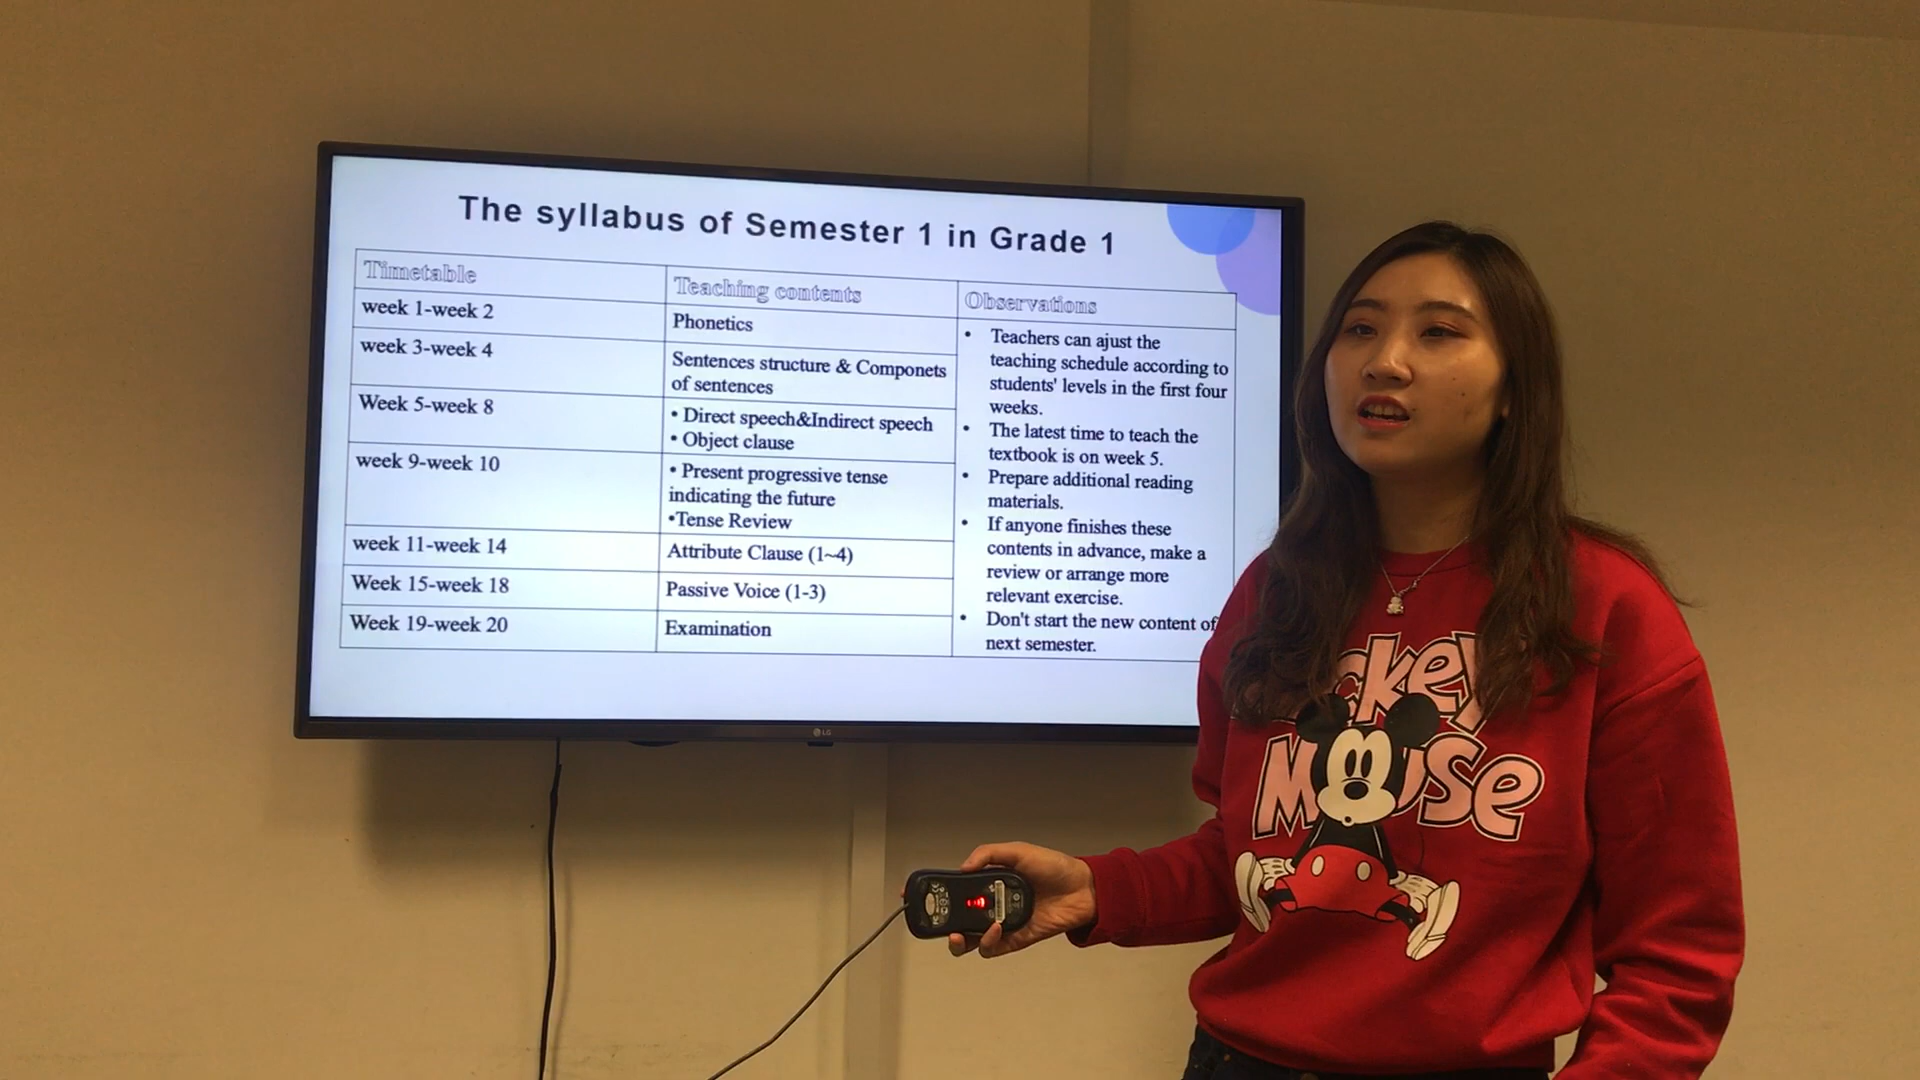 The syllabus of Semester 1 in Grade 1
Timetable
Teaching contents
Observations
week 1-week 2
Phonetics
week 3-week 4
Sentences structure & Componets
of sentences
Week 5-week 8
• Direct speech&Indirect speech
• Object clause
week 9-week 10
• Present progressive tense
indicating the future
•Tense Review
week 11-week 14
Attribute Clause (1~4)
Week 15-week 18
Passive Voice (1-3)
Week 19-week 20
Examination
• Teachers can ajust the
teaching schedule according to
students' levels in the first four
weeks.
• The latest time to teach the
textbook is on week 5.
• Prepare additional reading
materials.
• If anyone finishes these
contents in advance, make a
review or arrange more
relevant exercise.
• Don't start the new content of
next semester.
LG
ckey
MOUSe